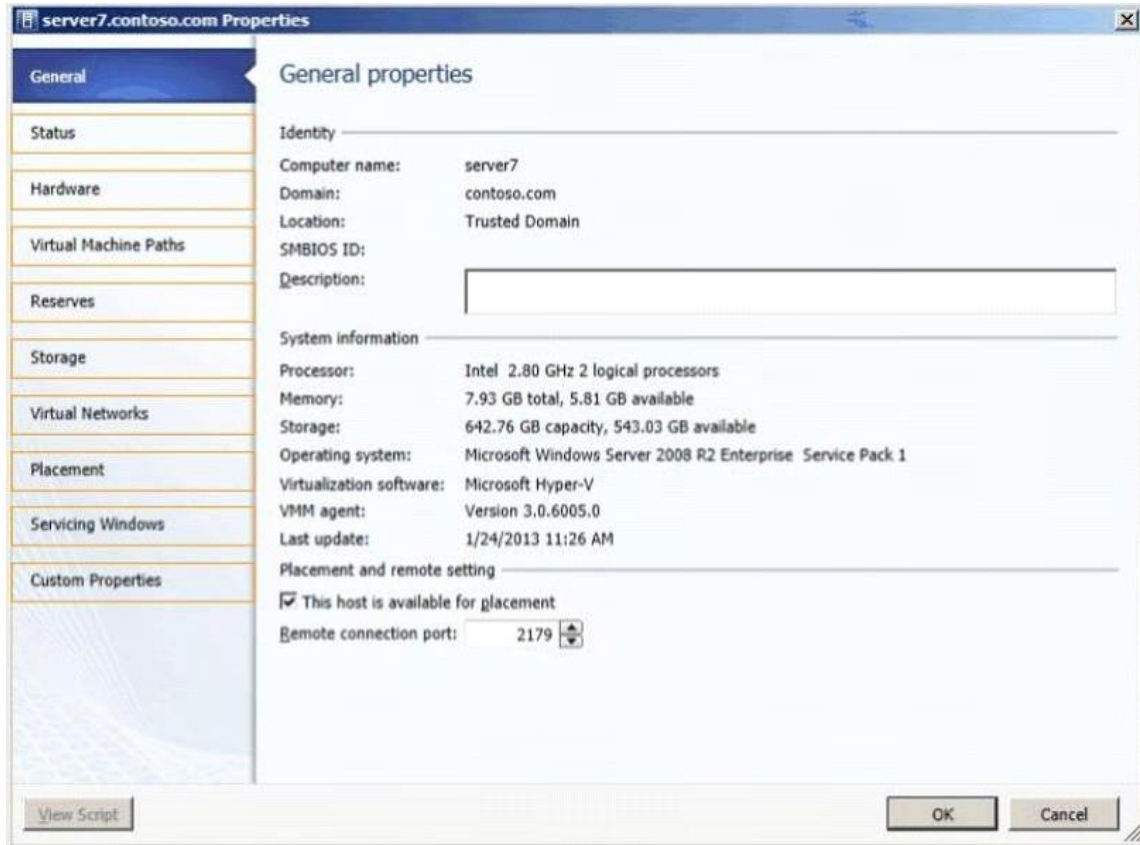 server7.contoso.com Properties
General
Status
Hardware
Virtual Machine Paths
Reserves
Storage
Virtual Networks
Placement
Servicing Windows
Custom Properties
General properties
Identity
Computer name: server7
Domain: contoso.com
Location: Trusted Domain
SMBIOS ID:
Description:
System information
Processor: Intel 2.80 GHz 2 logical processors
Memory: 7.93 GB total, 5.81 GB available
Storage: 642.76 GB capacity, 543.03 GB available
Operating system: Microsoft Windows Server 2008 R2 Enterprise Service Pack 1
Virtualization software: Microsoft Hyper-V
VMM agent: Version 3.0.6005.0
Last update: 1/24/2013 11:26 AM
Placement and remote setting
This host is available for placement
Remote connection port: 2179
View Script
OK
Cancel